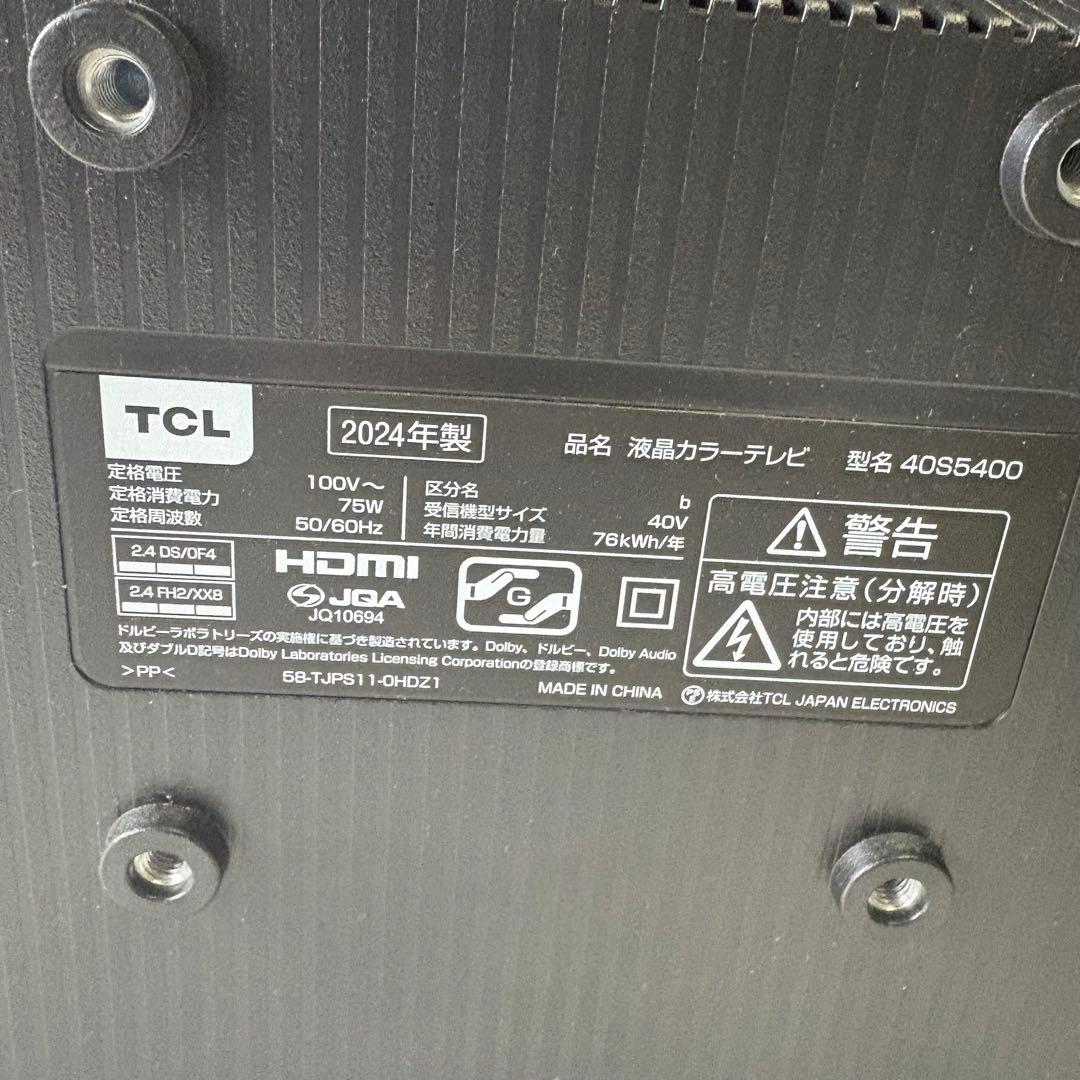 TCL
2024年製
品名 液晶カラーテレビ 型名 40S5400
定格電圧 100V～
定格消費電力 75W
定格周波数 50/60Hz
区分名 b
受信機型サイズ 40V
年間消費電力量 76kWh/年
2.4 DS/0F4
2.4 FH2/XX8
HDMI
JQA
JQ10694
G
警告
高電圧注意(分解時)
内部には高電圧を
使用しており、触
れると危険です。
ドルビーラボラトリーズの実施権に基づき製造されています。Dolby、ドルビー、Dolby Audio
及びダブルD記号はDolby Laboratories Licensing Corporationの登録商標です。
>PP<
58-TJPS11-0HDZ1
MADE IN CHINA
株式会社TCL JAPAN ELECTRONICS